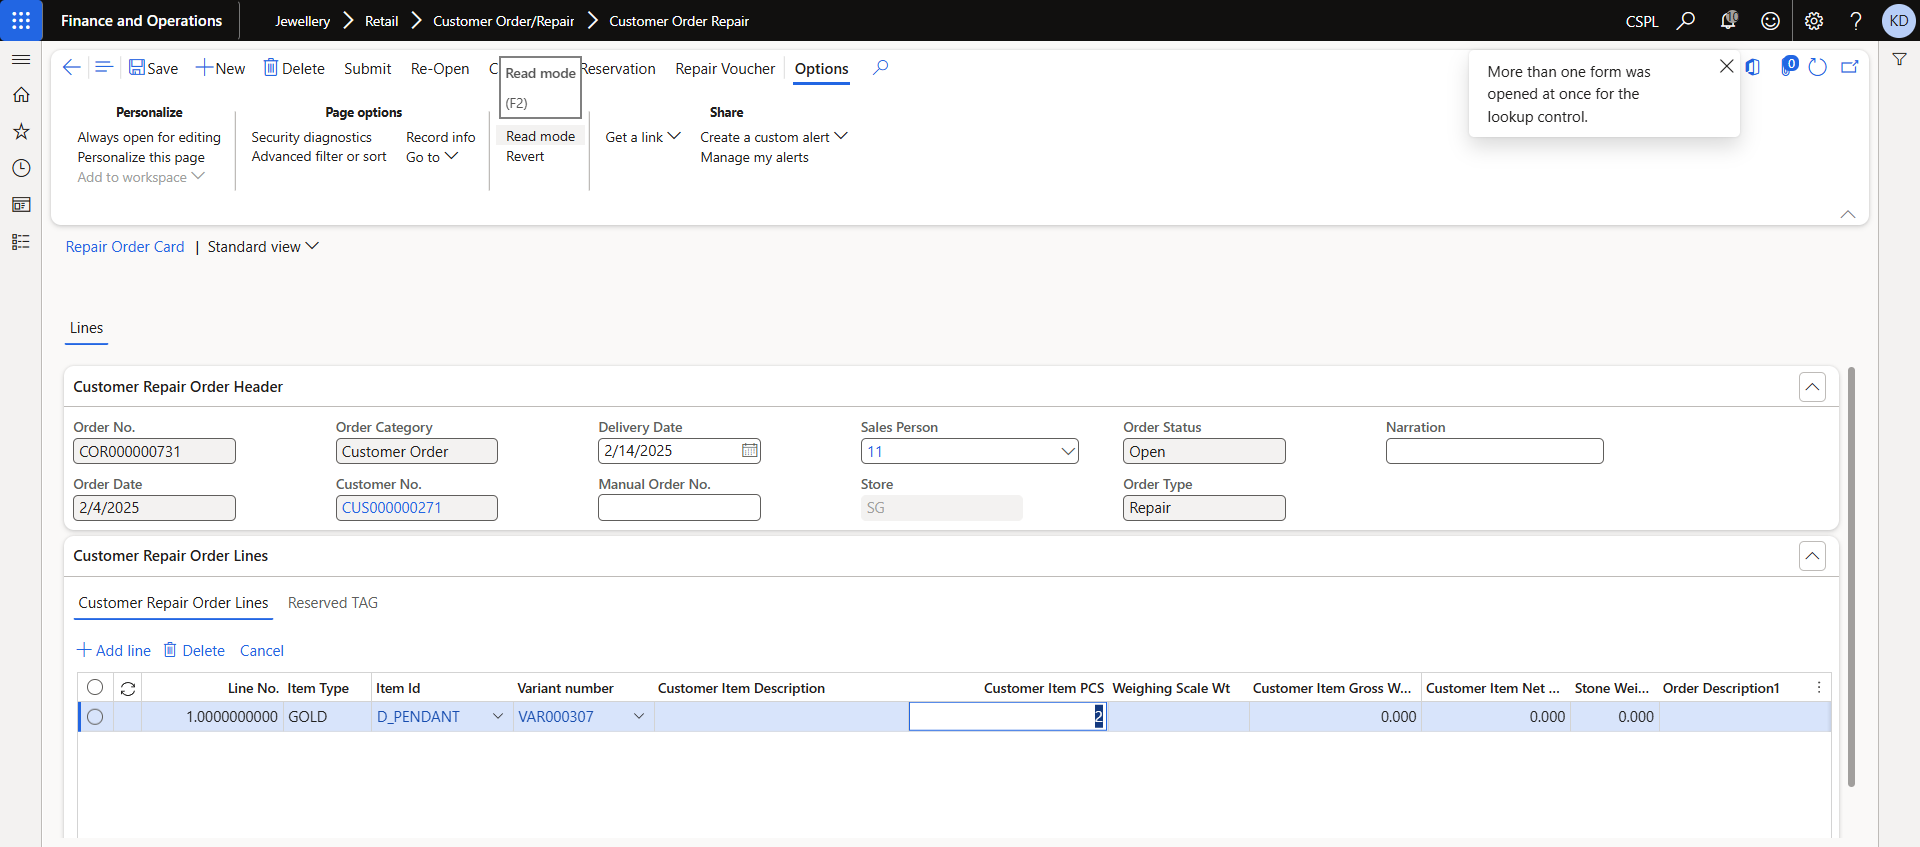 Finance and Operations
Jewellery > Retail > Customer Order/Repair > Customer Order Repair
CSPL
10
? KD
Save New Delete Submit Re-Open C Reservation Repair Voucher Options
0
Read mode
(F2)
More than one form was
opened at once for the
lookup control.
Personalize
Always open for editing
Personalize this page
Add to workspace
Page options
Security diagnostics Record info
Advanced filter or sort Go to
Read mode
Revert
Get a link
Share
Create a custom alert
Manage my alerts
Repair Order Card | Standard view
Lines
Customer Repair Order Header
Order No. Order Category Delivery Date Sales Person Order Status Narration
COR000000731 Customer Order 2/14/2025 11 Open
Order Date Customer No. Manual Order No. Store Order Type
2/4/2025 CUS000000271 SG Repair
Customer Repair Order Lines
Customer Repair Order Lines Reserved TAG
Add line Delete Cancel
Line No. Item Type Item Id Variant number Customer Item Description Customer Item PCS Weighing Scale Wt Customer Item Gross W... Customer Item Net ... Stone Wei... Order Description1
1.0000000000 GOLD D_PENDANT VAR000307 2 0.000 0.000 0.000